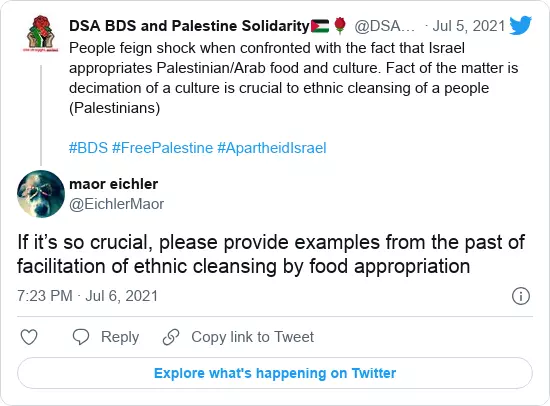 DSA BDS and Palestine Solidarity🇵🇸🌹 @DSA... · Jul 5, 2021
People feign shock when confronted with the fact that Israel
appropriates Palestinian/Arab food and culture. Fact of the matter is
decimation of a culture is crucial to ethnic cleansing of a people
(Palestinians)
#BDS #FreePalestine #ApartheidIsrael
maor eichler
@EichlerMaor
If it’s so crucial, please provide examples from the past of
facilitation of ethnic cleansing by food appropriation
7:23 PM · Jul 6, 2021
Reply Copy link to Tweet
Explore what's happening on Twitter